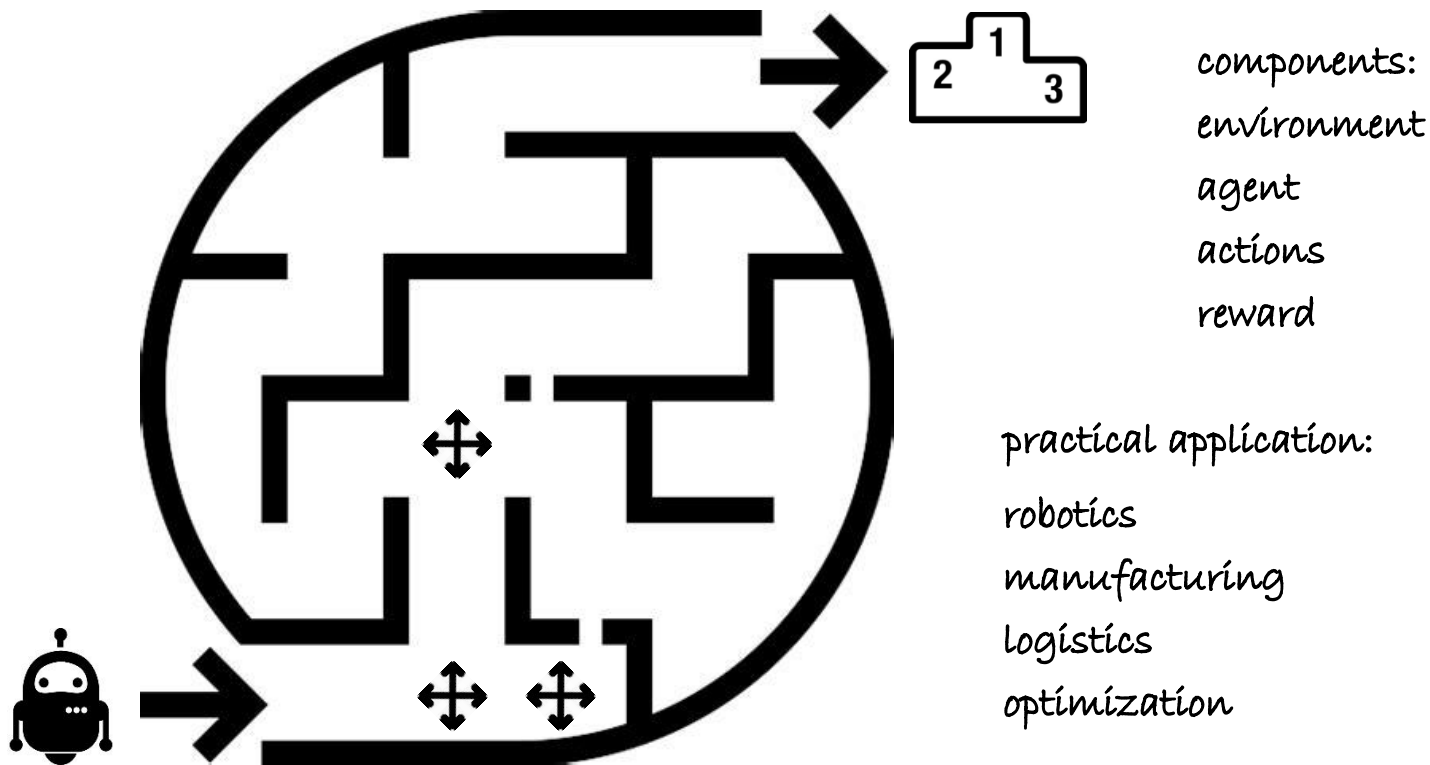 1
2
3
components:
environment
agent
actions
reward
practical application:
robotics
manufacturing
logistics
optimization